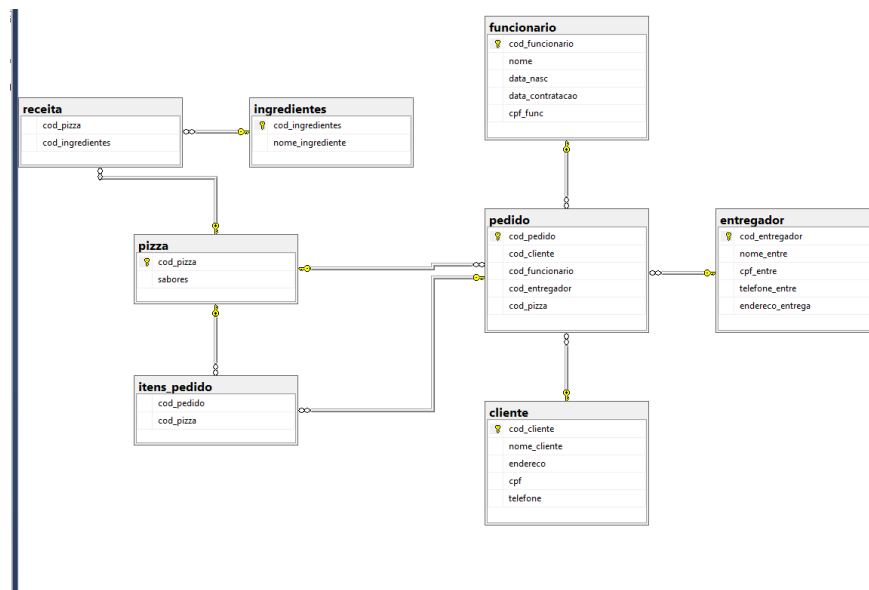 funcionario
cod_funcionario
nome
data_nasc
data_contratacao
cpf_func
receita
cod_pizza
cod_ingredientes
ingredientes
cod_ingredientes
nome_ingrediente
pedido
cod_pedido
cod_cliente
cod_funcionario
cod_entregador
cod_pizza
entregador
cod_entregador
nome_entre
cpf_entre
telefone_entre
endereco_entrega
pizza
cod_pizza
sabores
itens_pedido
cod_pedido
cod_pizza
cliente
cod_cliente
nome_cliente
endereco
cpf
telefone